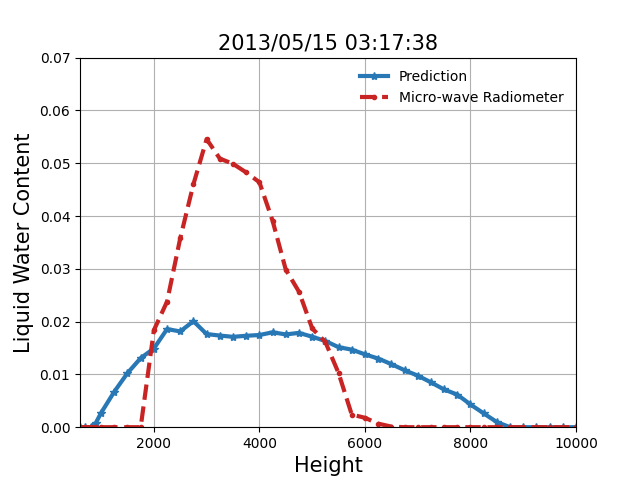 2013/05/15 03:17:38
0.07
0.06
0.05
0.04
0.03
0.02
0.01
0.00
Liquid Water Content
Prediction
Micro-wave Radiometer
2000 4000 6000 8000 10000
Height